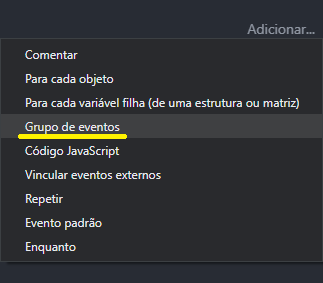 Adicionar...
Comentar
Para cada objeto
Para cada variável filha (de uma estrutura ou matriz)
Grupo de eventos
Código JavaScript
Vincular eventos externos
Repetir
Evento padrão
Enquanto